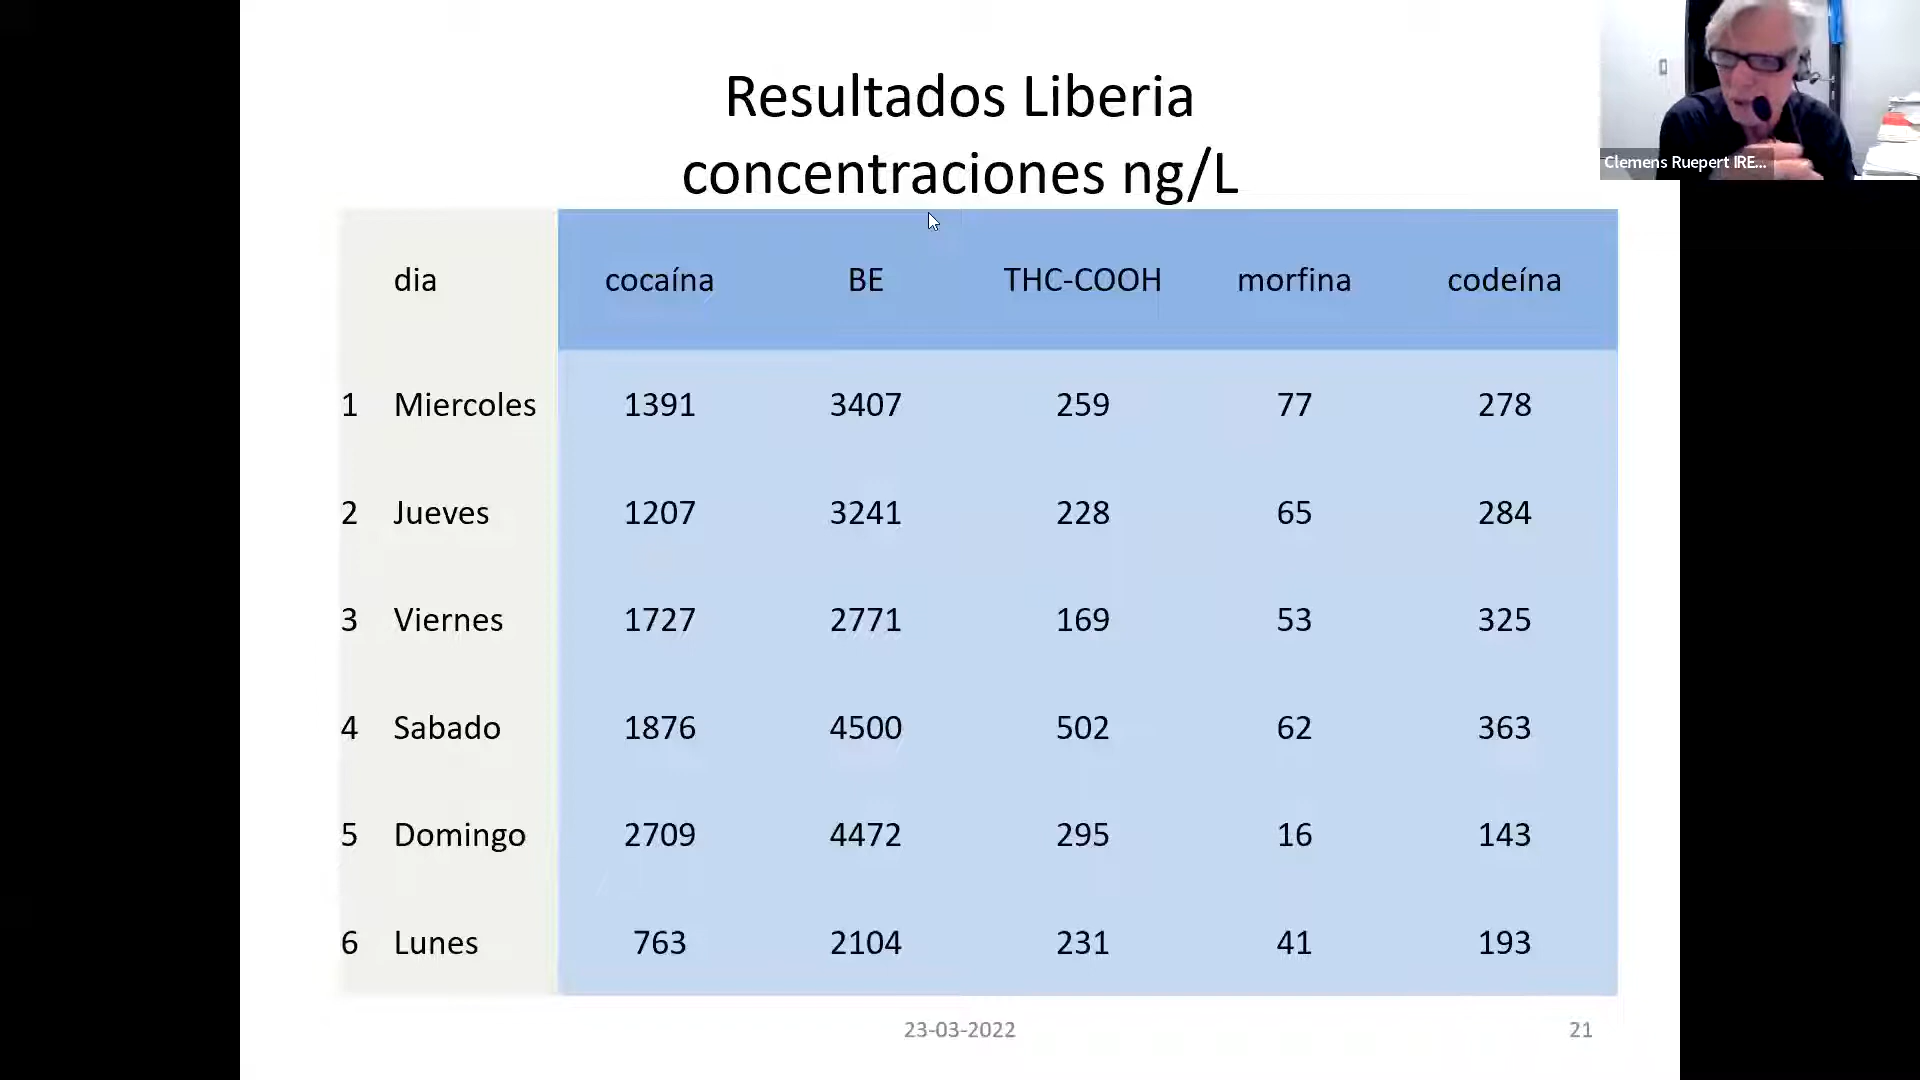 Resultados Liberia
concentraciones ng/L
Clemens Ruepert IRE...
dia cocaína BE THC-COOH morfina codeína
1 Miercoles 1391 3407 259 77 278
2 Jueves 1207 3241 228 65 284
3 Viernes 1727 2771 169 53 325
4 Sabado 1876 4500 502 62 363
5 Domingo 2709 4472 295 16 143
6 Lunes 763 2104 231 41 193
23-03-2022 21